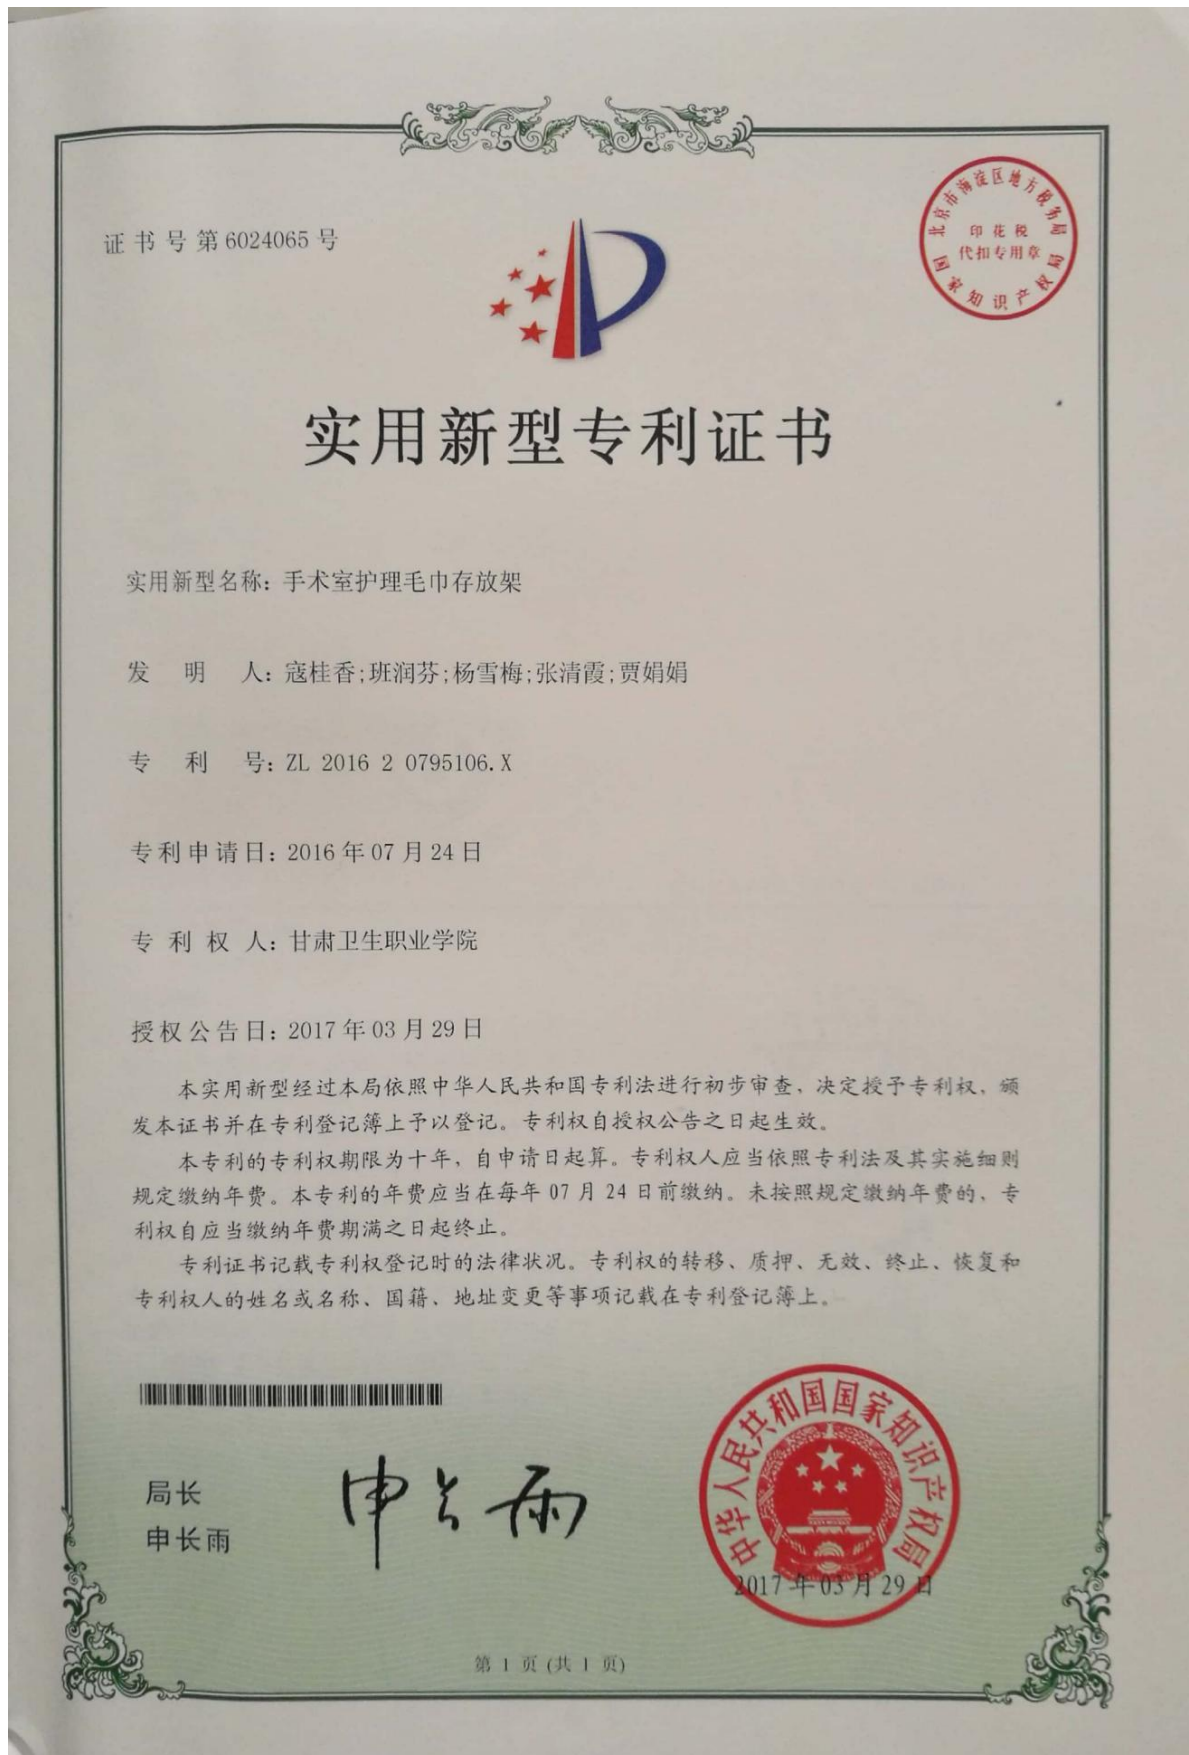 证书号第6024065号
北京市海淀区地方税务局
印花税
代扣专用章
国家知识产权局
实用新型专利证书
实用新型名称：手术室护理毛巾存放架
发明人：寇桂香;班润芬;杨雪梅;张清霞;贾娟娟
专利号：ZL 2016 2 0795106.X
专利申请日：2016年07月24日
专利权人：甘肃卫生职业学院
授权公告日：2017年03月29日
本实用新型经过本局依照中华人民共和国专利法进行初步审查，决定授予专利权，颁
发本证书并在专利登记簿上予以登记。专利权自授权公告之日起生效。
本专利的专利权期限为十年，自申请日起算。专利权人应当依照专利法及其实施细则
规定缴纳年费。本专利的年费应当在每年07月24日前缴纳。未按照规定缴纳年费的，专
利权自应当缴纳年费期满之日起终止。
专利证书记载专利权登记时的法律状况。专利权的转移、质押、无效、终止、恢复和
专利权人的姓名或名称、国籍、地址变更等事项记载在专利登记簿上。
局长
申长雨
申长雨
中华人民共和国国家知识产权局
2017年03月29日
第1页(共1页)